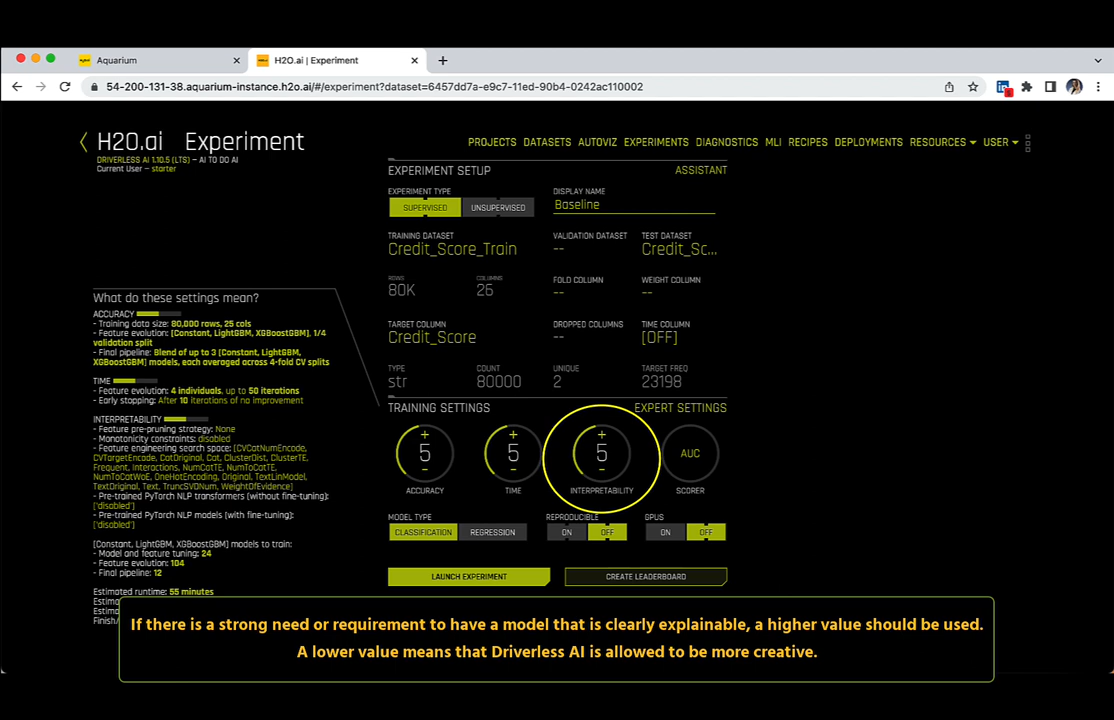 Aquarium
H2O.ai | Experiment
54-200-131-38.aquarium-instance.h2o.ai/#/experiment?dataset=6457dd7a-e9c7-11ed-90b4-0242ac110002
H2O.ai Experiment
DRIVERLESS AI 1.10.5 (LTS) – AI TO DO AI
Current User – starter
PROJECTS DATASETS AUTOVIZ EXPERIMENTS DIAGNOSTICS MLI RECIPES DEPLOYMENTS RESOURCES USER
EXPERIMENT SETUP
ASSISTANT
EXPERIMENT TYPE
SUPERVISED UNSUPERVISED
DISPLAY NAME
Baseline
TRAINING DATASET
Credit_Score_Train
VALIDATION DATASET
--
TEST DATASET
Credit_Sc...
ROWS
80K
COLUMNS
26
FOLD COLUMN
--
WEIGHT COLUMN
--
TARGET COLUMN
Credit_Score
DROPPED COLUMNS
--
TIME COLUMN
[OFF]
TYPE
str
COUNT
80000
UNIQUE
2
TARGET FREQ
23198
What do these settings mean?
ACCURACY
- Training data size: 80,000 rows, 25 cols
- Feature evolution: [Constant, LightGBM, XGBoostGBM], 1/4
validation split
- Final pipeline: Blend of up to 3 [Constant, LightGBM,
XGBoostGBM] models, each averaged across 4-fold CV splits
TIME
- Feature evolution: 4 individuals, up to 50 iterations
- Early stopping: After 10 iterations of no improvement
INTERPRETABILITY
- Feature pre-pruning strategy: None
- Monotonicity constraints: disabled
- Feature engineering search space: [CVCatNumEncode,
CVTargetEncode, CatOriginal, Cat, ClusterDist, ClusterTE,
Frequent, Interactions, NumCatTE, NumToCatTE,
NumToCatWoE, OneHotEncoding, Original, TextLinModel,
TextOriginal, Text, TruncSVDNum, WeightOfEvidence]
- Pre-trained PyTorch NLP transformers (without fine-tuning):
['disabled']
- Pre-trained PyTorch NLP models (with fine-tuning):
['disabled']
[Constant, LightGBM, XGBoostGBM] models to train:
- Model and feature tuning: 24
- Feature evolution: 104
- Final pipeline: 12
Estimated runtime: 55 minutes
Estim
Estim
Finish/
TRAINING SETTINGS
EXPERT SETTINGS
+ + +
5 5 5 AUC
- - -
ACCURACY TIME INTERPRETABILITY SCORER
MODEL TYPE
CLASSIFICATION REGRESSION
REPRODUCIBLE
ON OFF
GPUS
ON OFF
LAUNCH EXPERIMENT
CREATE LEADERBOARD
If there is a strong need or requirement to have a model that is clearly explainable, a higher value should be used.
A lower value means that Driverless AI is allowed to be more creative.